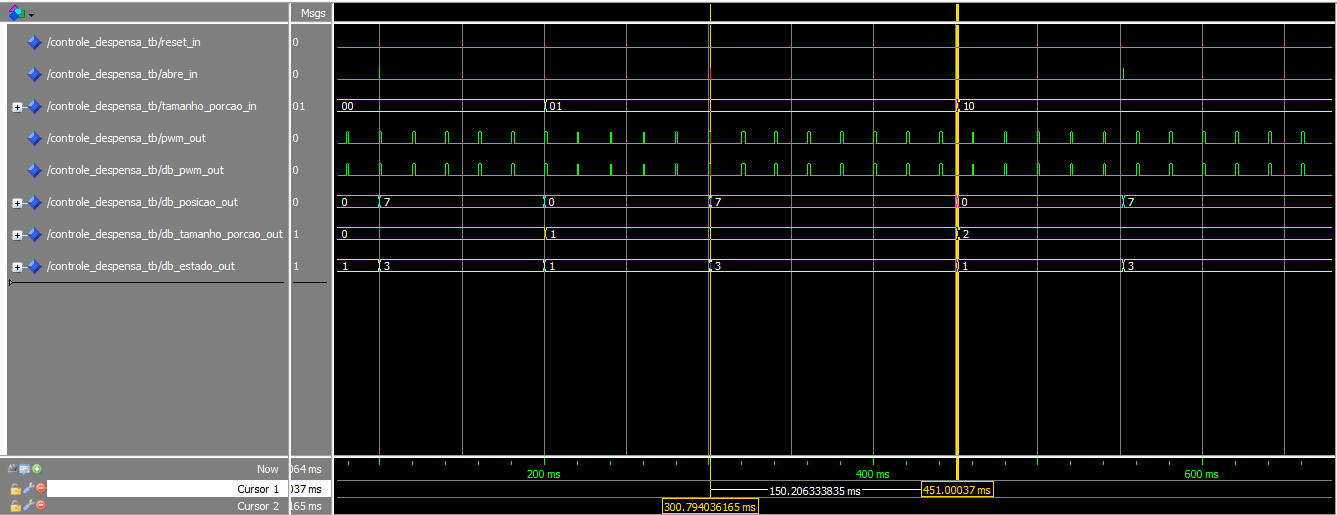 Msgs
/controle_despensa_tb/reset_in 0
/controle_despensa_tb/abre_in 0
/controle_despensa_tb/tamanho_porcao_in 01 00 01 10
/controle_despensa_tb/pwm_out 0
/controle_despensa_tb/db_pwm_out 0
/controle_despensa_tb/db_posicao_out 0 0 7 0 7 0 7
/controle_despensa_tb/db_tamanho_porcao_out 1 0 1 2
/controle_despensa_tb/db_estado_out 1 1 3 1 3 1 3
Now 064 ms 200 ms 400 ms 600 ms
Cursor 1 037 ms 150.206333835 ms 451.00037 ms
Cursor 2 165 ms 300.794036165 ms